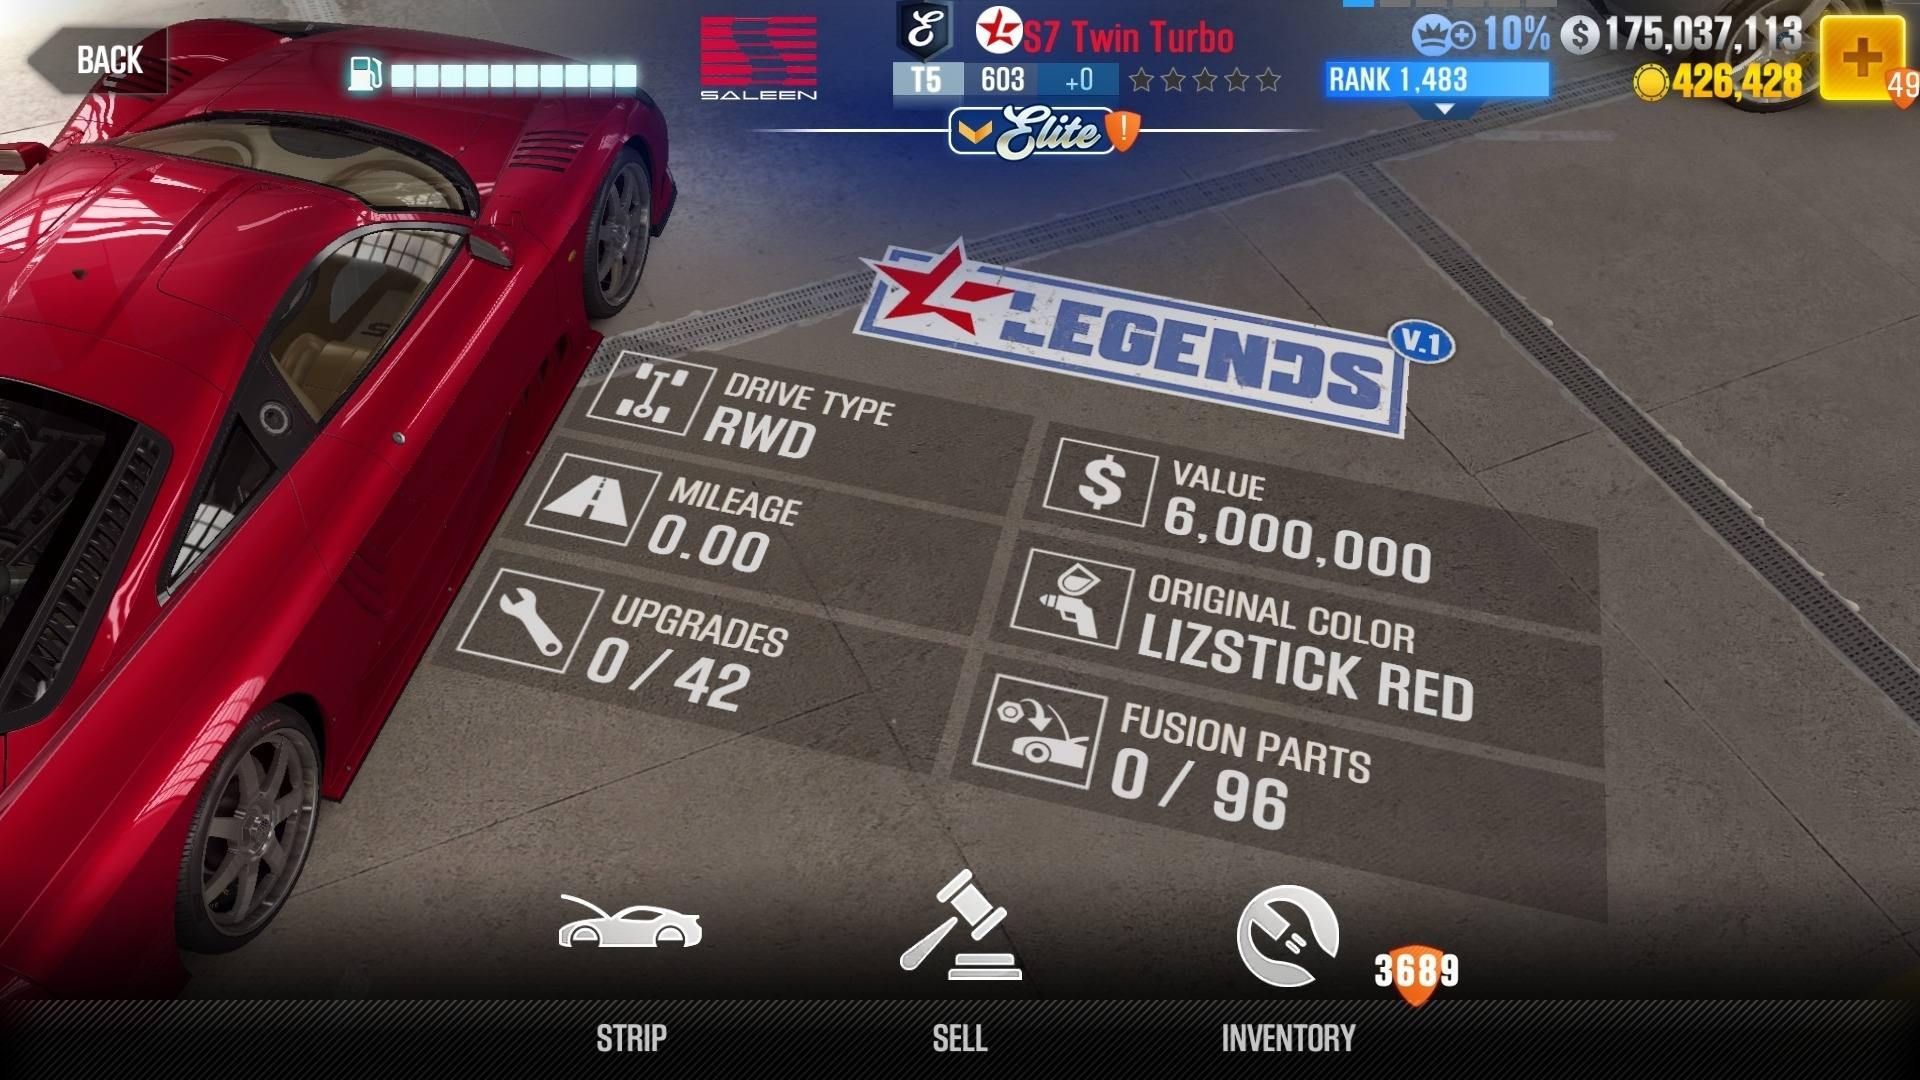 BACK
SALEEN
S7 Twin Turbo
T5 603 +0
Elite !
10%
RANK 1,483
$ 175,037,113
426,428
+
49
LEGENDS
V.1
DRIVE TYPE
RWD
MILEAGE
0.00
UPGRADES
0 / 42
$
VALUE
6,000,000
ORIGINAL COLOR
LIZSTICK RED
FUSION PARTS
0 / 96
STRIP
SELL
INVENTORY
3689